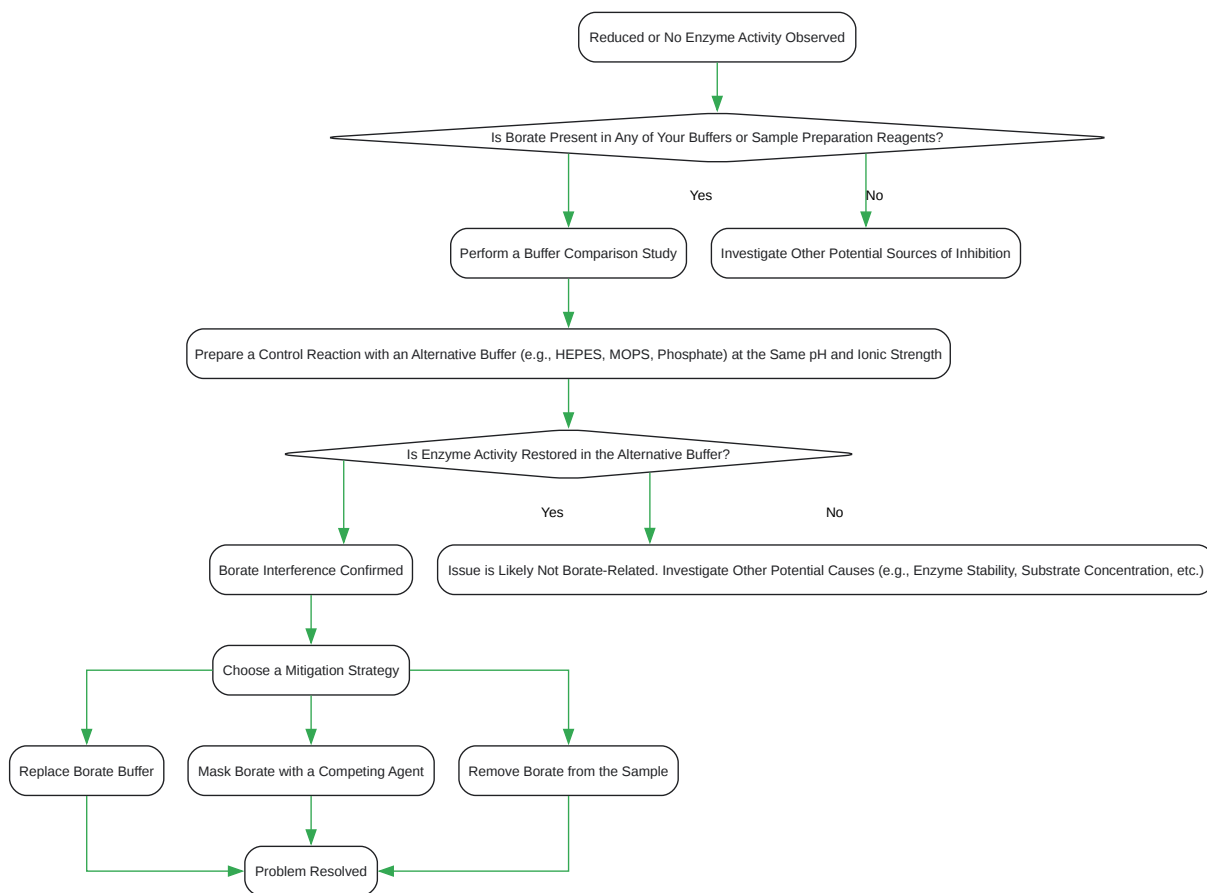 Reduced or No Enzyme Activity Observed
Is Borate Present in Any of Your Buffers or Sample Preparation Reagents?
Yes
No
Perform a Buffer Comparison Study
Investigate Other Potential Sources of Inhibition
Prepare a Control Reaction with an Alternative Buffer (e.g., HEPES, MOPS, Phosphate) at the Same pH and Ionic Strength
Is Enzyme Activity Restored in the Alternative Buffer?
Yes
No
Borate Interference Confirmed
Issue is Likely Not Borate-Related. Investigate Other Potential Causes (e.g., Enzyme Stability, Substrate Concentration, etc.)
Choose a Mitigation Strategy
Replace Borate Buffer
Mask Borate with a Competing Agent
Remove Borate from the Sample
Problem Resolved